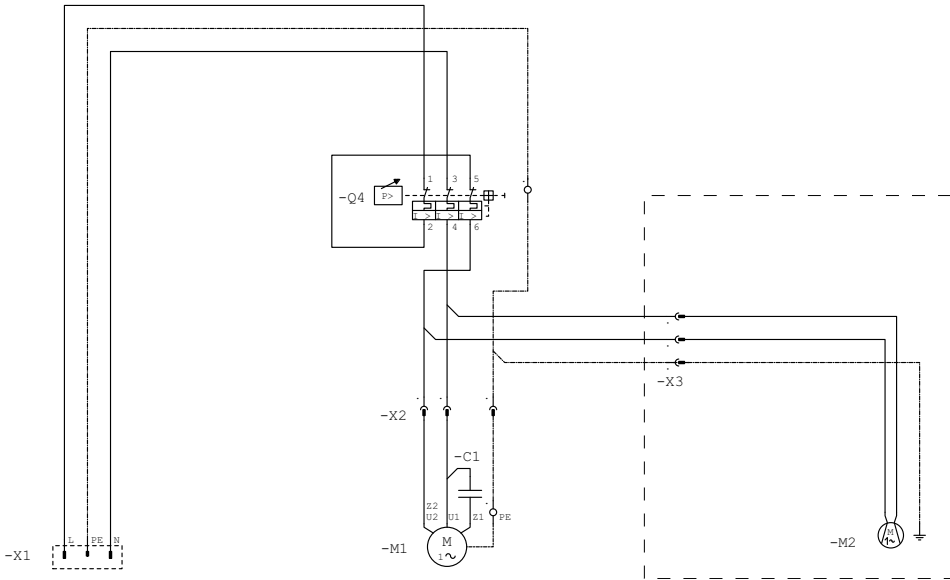 1 3 5
-Q4 P>
I > I > I >
2 4 6
-X3
-X2
-C1
Z2
U2 U1 Z1 PE
L PE N
-X1
-M1
M
1~
-M2
M
1~